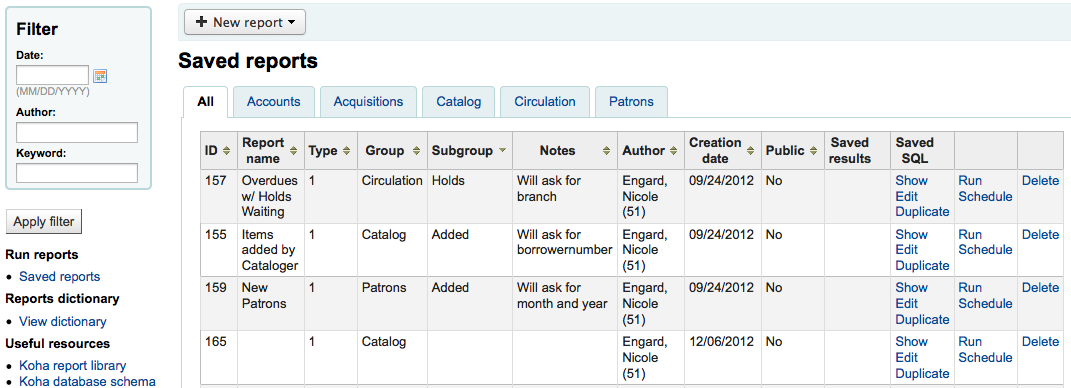 Filter
Date:
(MM/DD/YYYY)
Author:
Keyword:
Apply filter
Run reports
Saved reports
Reports dictionary
View dictionary
Useful resources
Koha report library
Koha database schema
+ New report
Saved reports
All Accounts Acquisitions Catalog Circulation Patrons
ID Report name Type Group Subgroup Notes Author Creation date Public Saved results Saved SQL
157 Overdues 1 Circulation Holds Will ask for Engard, 09/24/2012 No Show Run Delete
w/ Holds branch Nicole Edit Schedule
Waiting (51) Duplicate
155 Items 1 Catalog Added Will ask for Engard, 09/24/2012 No Show Run Delete
added by borrowernumber Nicole Edit Schedule
Cataloger (51) Duplicate
159 New 1 Patrons Added Will ask for Engard, 09/24/2012 No Show Run Delete
Patrons month and year Nicole Edit Schedule
(51) Duplicate
165 1 Catalog Engard, 12/06/2012 No Show Run Delete
Nicole Edit Schedule
(51) Duplicate